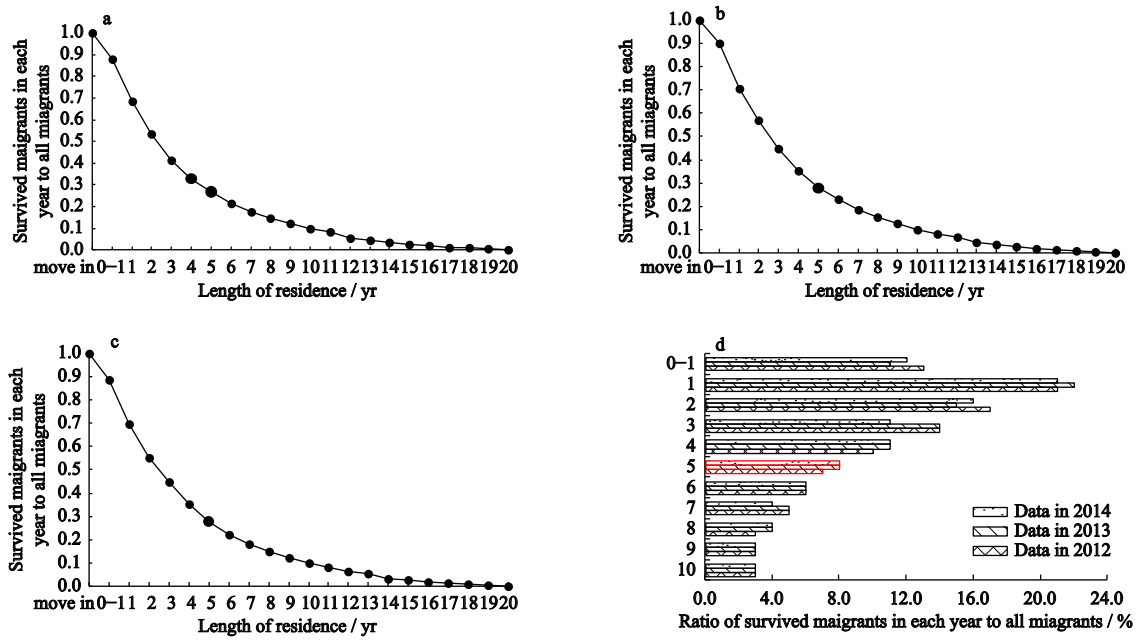 a
Survived maigrants in each
year to all miagrants
1.0
0.9
0.8
0.7
0.6
0.5
0.4
0.3
0.2
0.1
0.0
move in 0−1 1 2 3 4 5 6 7 8 9 10 11 12 13 14 15 16 17 18 19 20
Length of residence / yr
b
Survived maigrants in each
year to all miagrants
1.0
0.9
0.8
0.7
0.6
0.5
0.4
0.3
0.2
0.1
0.0
move in 0−1 1 2 3 4 5 6 7 8 9 10 11 12 13 14 15 16 17 18 19 20
Length of residence / yr
c
Survived maigrants in each
year to all miagrants
1.0
0.9
0.8
0.7
0.6
0.5
0.4
0.3
0.2
0.1
0.0
move in 0−1 1 2 3 4 5 6 7 8 9 10 11 12 13 14 15 16 17 18 19 20
Length of residence / yr
d
0−1
1
2
3
4
5
6
7
8
9
10
Data in 2014
Data in 2013
Data in 2012
0.0 4.0 8.0 12.0 16.0 20.0 24.0
Ratio of survived maigrants in each year to all miagrants / %